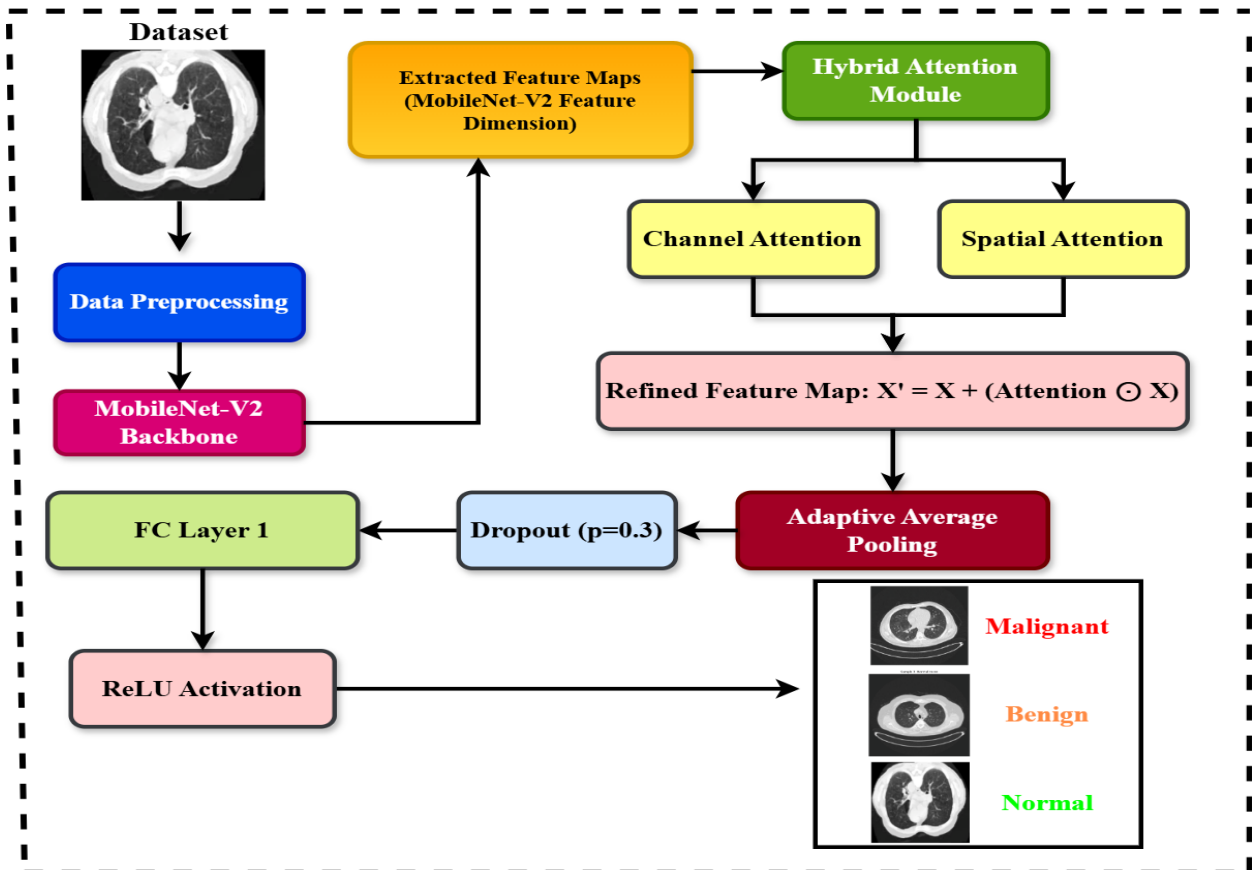 Dataset
Data Preprocessing
MobileNet-V2
Backbone
Extracted Feature Maps
(MobileNet-V2 Feature
Dimension)
Hybrid Attention
Module
Channel Attention
Spatial Attention
Refined Feature Map: X' = X + (Attention ⊙ X)
Adaptive Average
Pooling
Dropout (p=0.3)
FC Layer 1
ReLU Activation
Malignant
Benign
Normal